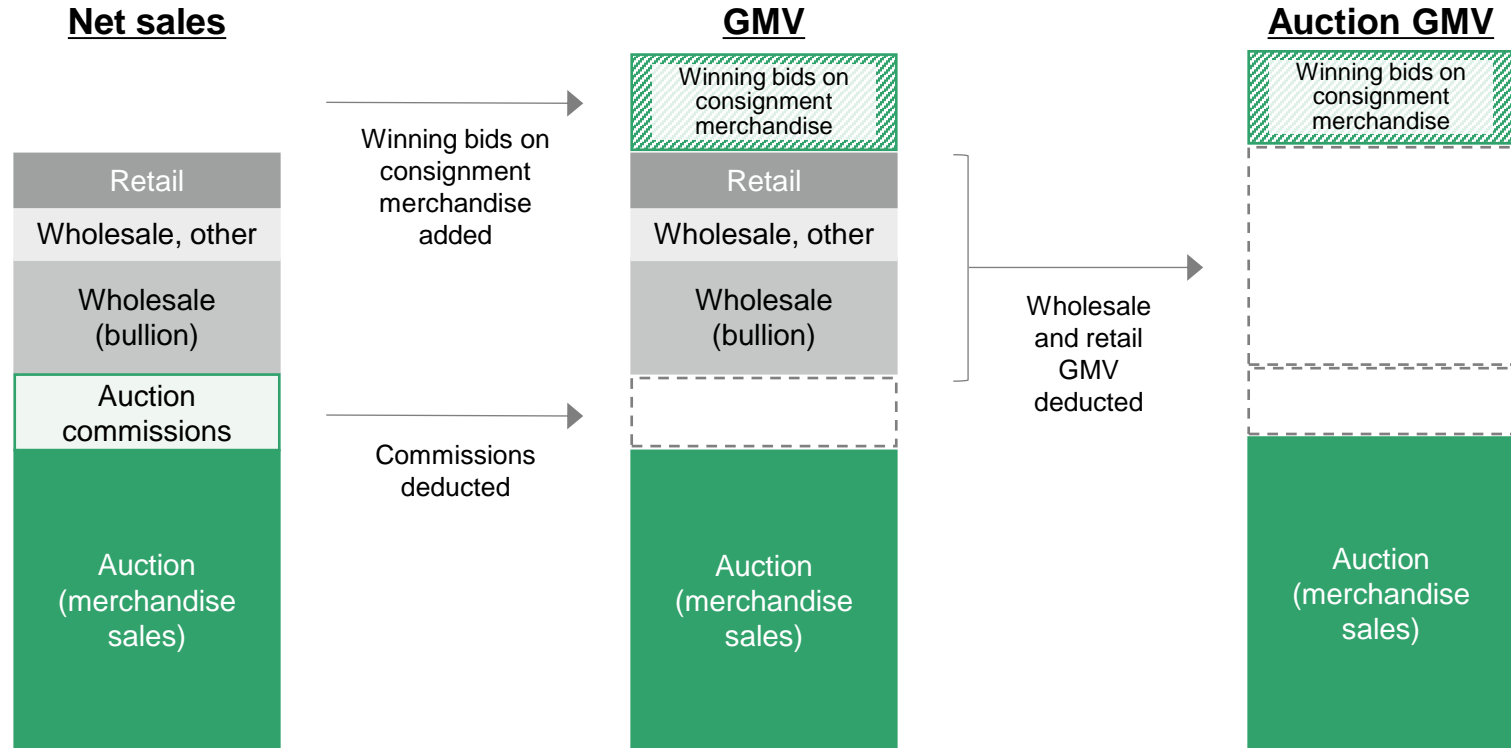 Net sales
GMV
Auction GMV
Winning bids on
consignment
merchandise
added
Retail
Wholesale, other
Wholesale
(bullion)
Auction
commissions
Commissions
deducted
Auction
(merchandise
sales)
Winning bids on
consignment
merchandise
Retail
Wholesale, other
Wholesale
(bullion)
Auction
(merchandise
sales)
Wholesale
and retail
GMV
deducted
Winning bids on
consignment
merchandise
Auction
(merchandise
sales)